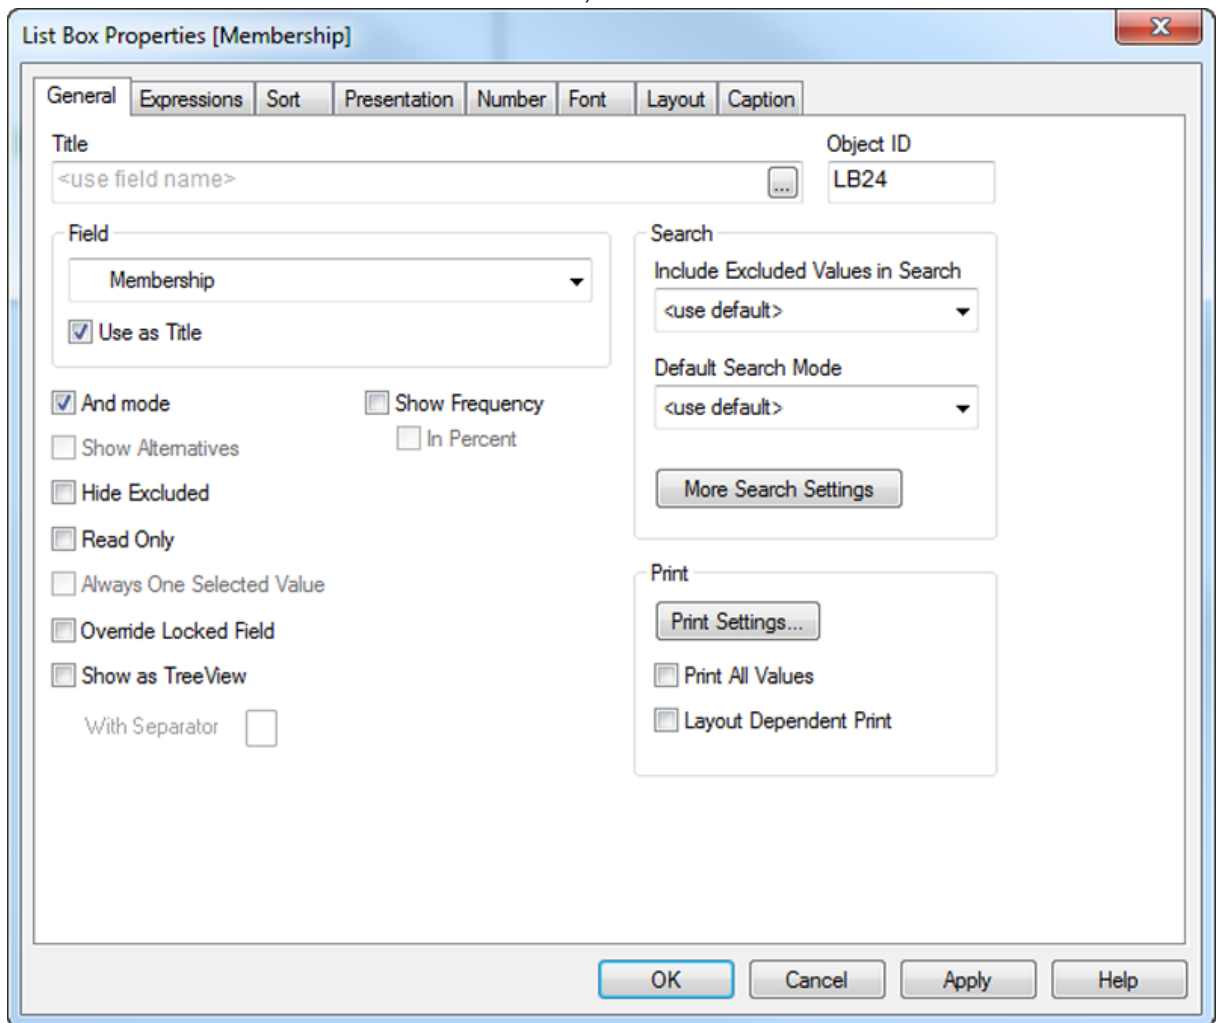 List Box Properties [Membership]
X
General Expressions Sort Presentation Number Font Layout Caption
Title
Object ID
<use field name>
...
LB24
Field
Membership
Use as Title
Search
Include Excluded Values in Search
<use default>
Default Search Mode
<use default>
More Search Settings
And mode
Show Frequency
Show Alternatives
In Percent
Hide Excluded
Read Only
Always One Selected Value
Override Locked Field
Show as TreeView
With Separator
Print
Print Settings...
Print All Values
Layout Dependent Print
OK Cancel Apply Help